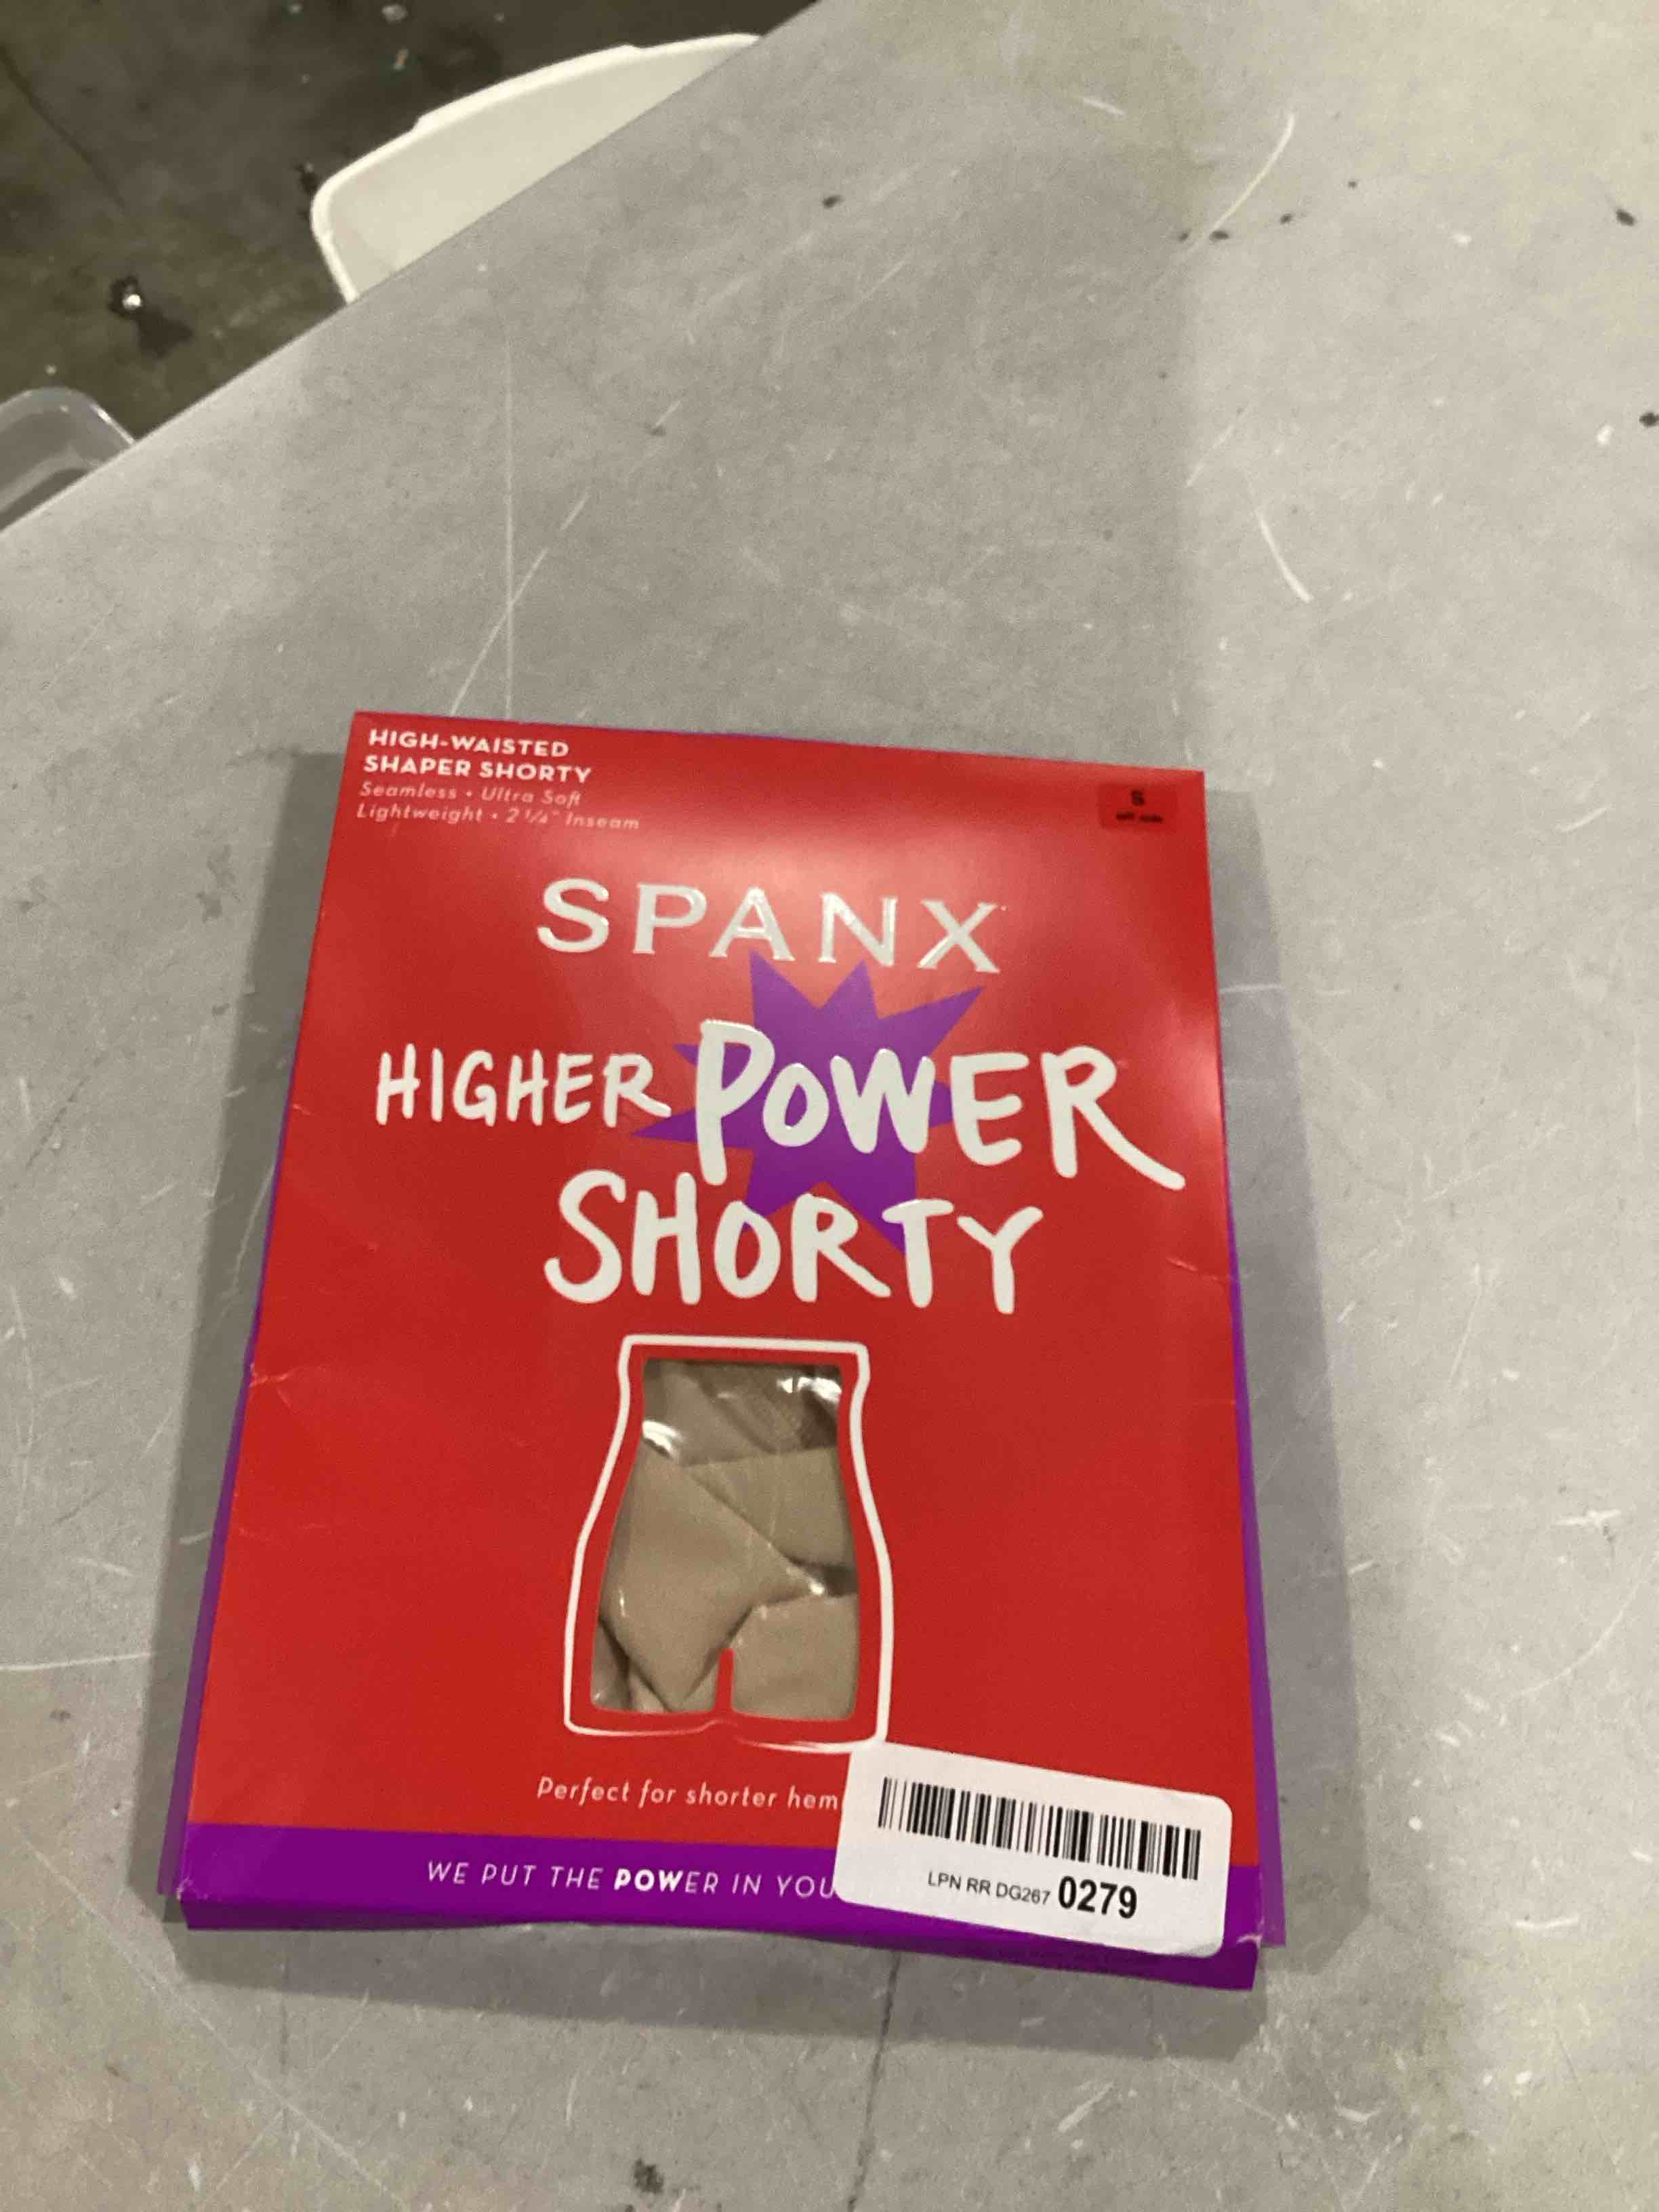 HIGH-WAISTED
SHAPER SHORTY
Seamless • Ultra Soft
Lightweight • 2 1/4" Inseam
S
SPANX
HIGHER POWER
SHORTY
Perfect for shorter hem
WE PUT THE POWER IN YOU
LPN RR DG267 0279